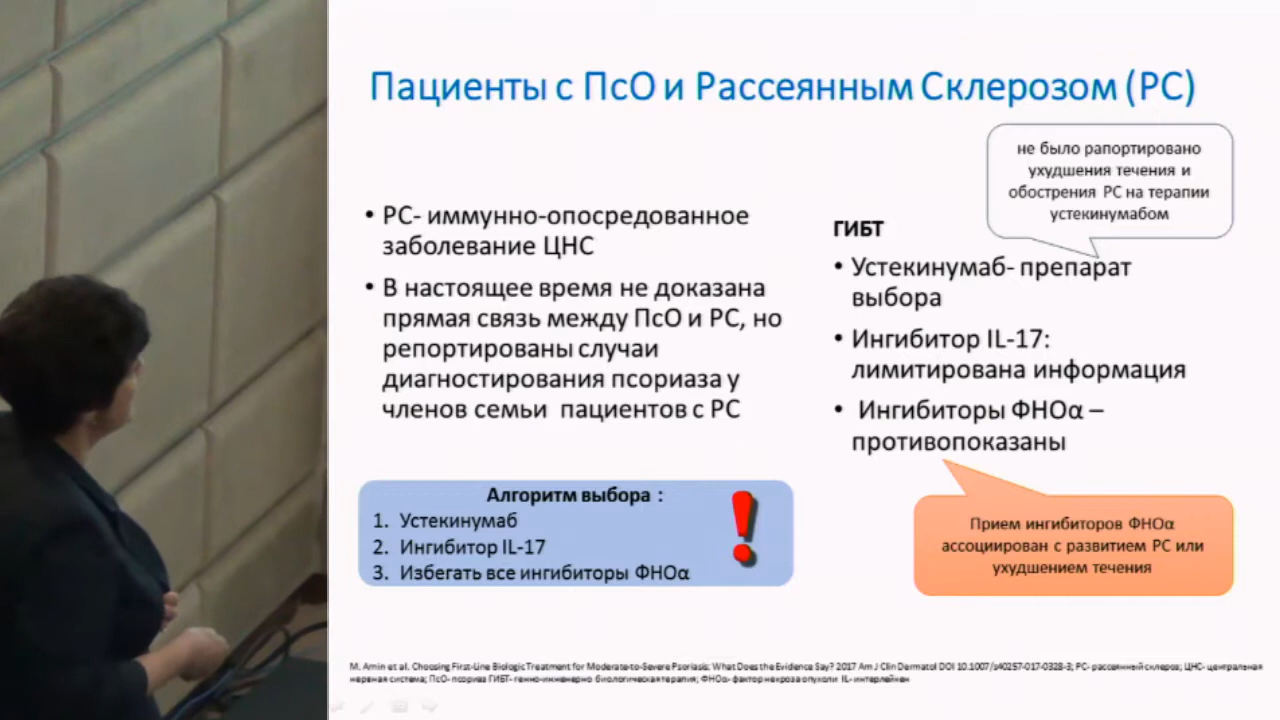 Пациенты с ПсО и Рассеянным Склерозом (РС)
не было рапортировано
ухудшения течения и
обострения РС на терапии
устекинумабом
• РС- иммунно-опосредованное
заболевание ЦНС
• В настоящее время не доказана
прямая связь между ПсО и РС, но
репортированы случаи
диагностирования псориаза у
членов семьи пациентов с РС
ГИБТ
• Устекинумаб- препарат
выбора
• Ингибитор IL-17:
лимитирована информация
• Ингибиторы ФНОα –
противопоказаны
Алгоритм выбора :
1. Устекинумаб
2. Ингибитор IL-17
3. Избегать все ингибиторы ФНОα
Прием ингибиторов ФНОα
ассоциирован с развитием РС или
ухудшением течения
M. Amin et al. Choosing First-Line Biologic Treatment for Moderate-to-Severe Psoriasis: What Does the Evidence Say? 2017 Am J Clin Dermatol DOI 10.1007/s40257-017-0328-3; РС- рассеянный склероз; ЦНС- центральная
нервная система; ПсО- псориаз ГИБТ- генно-инженерно биологическая терапия; ФНОα- фактор некроза опухоли IL- интерлейкен